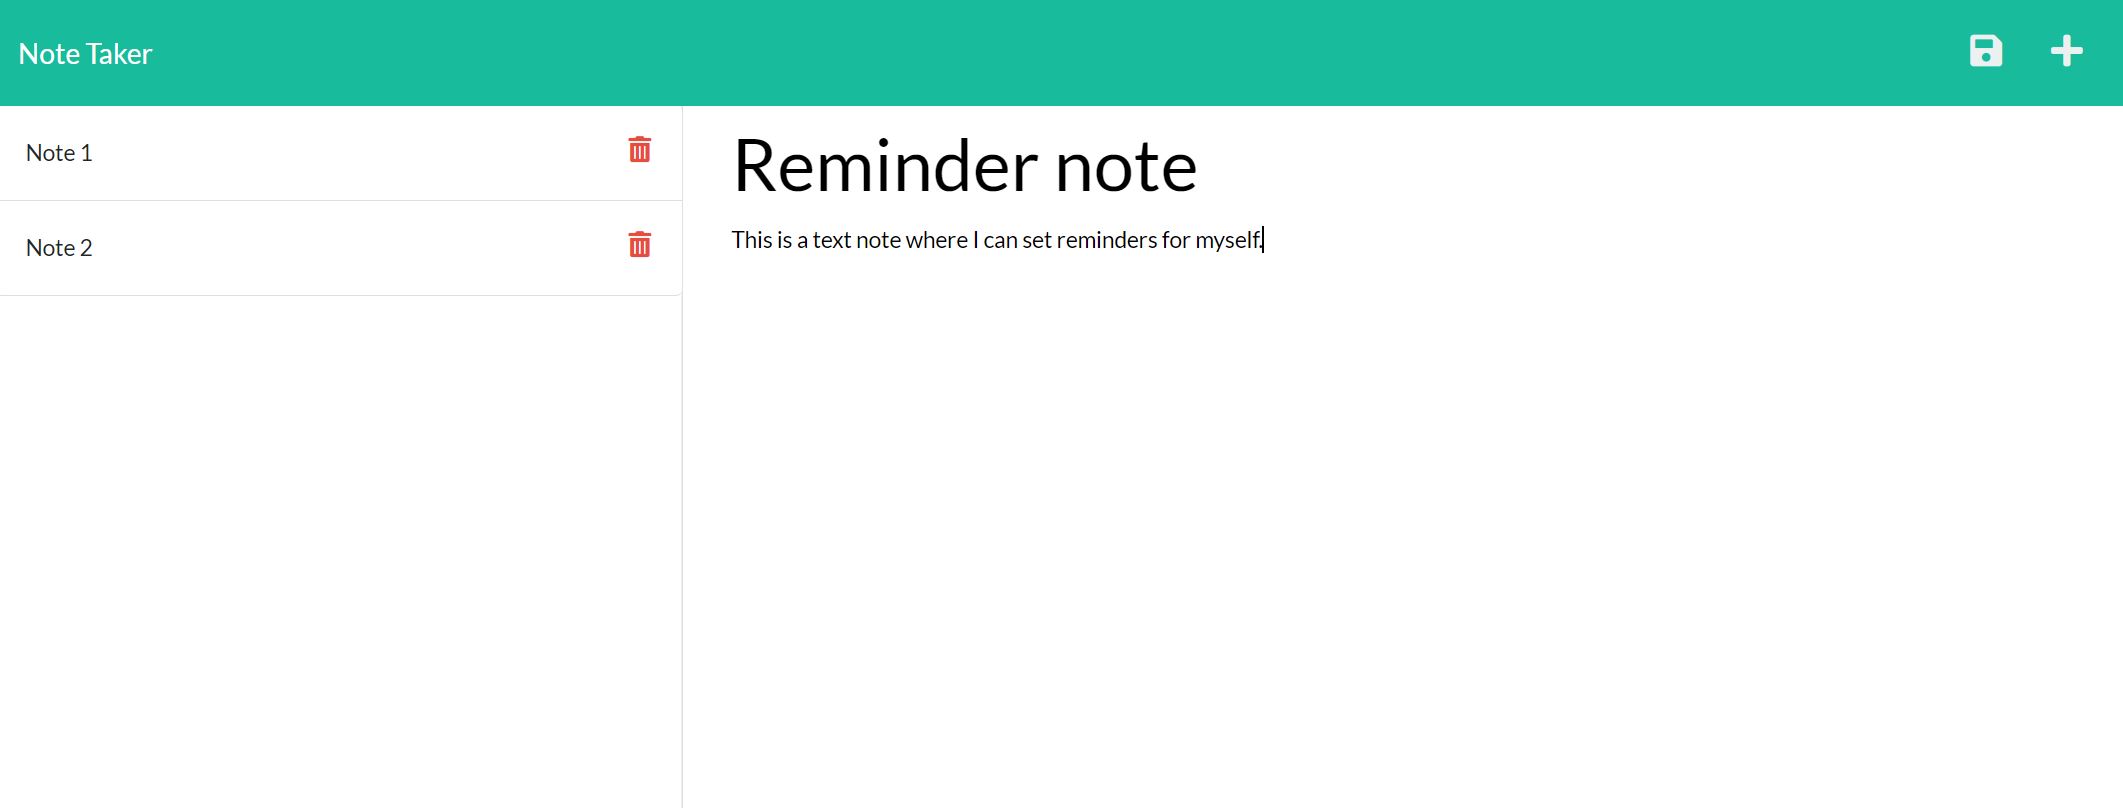 Note Taker
Note 1
Note 2
Reminder note
This is a text note where I can set reminders for myself.